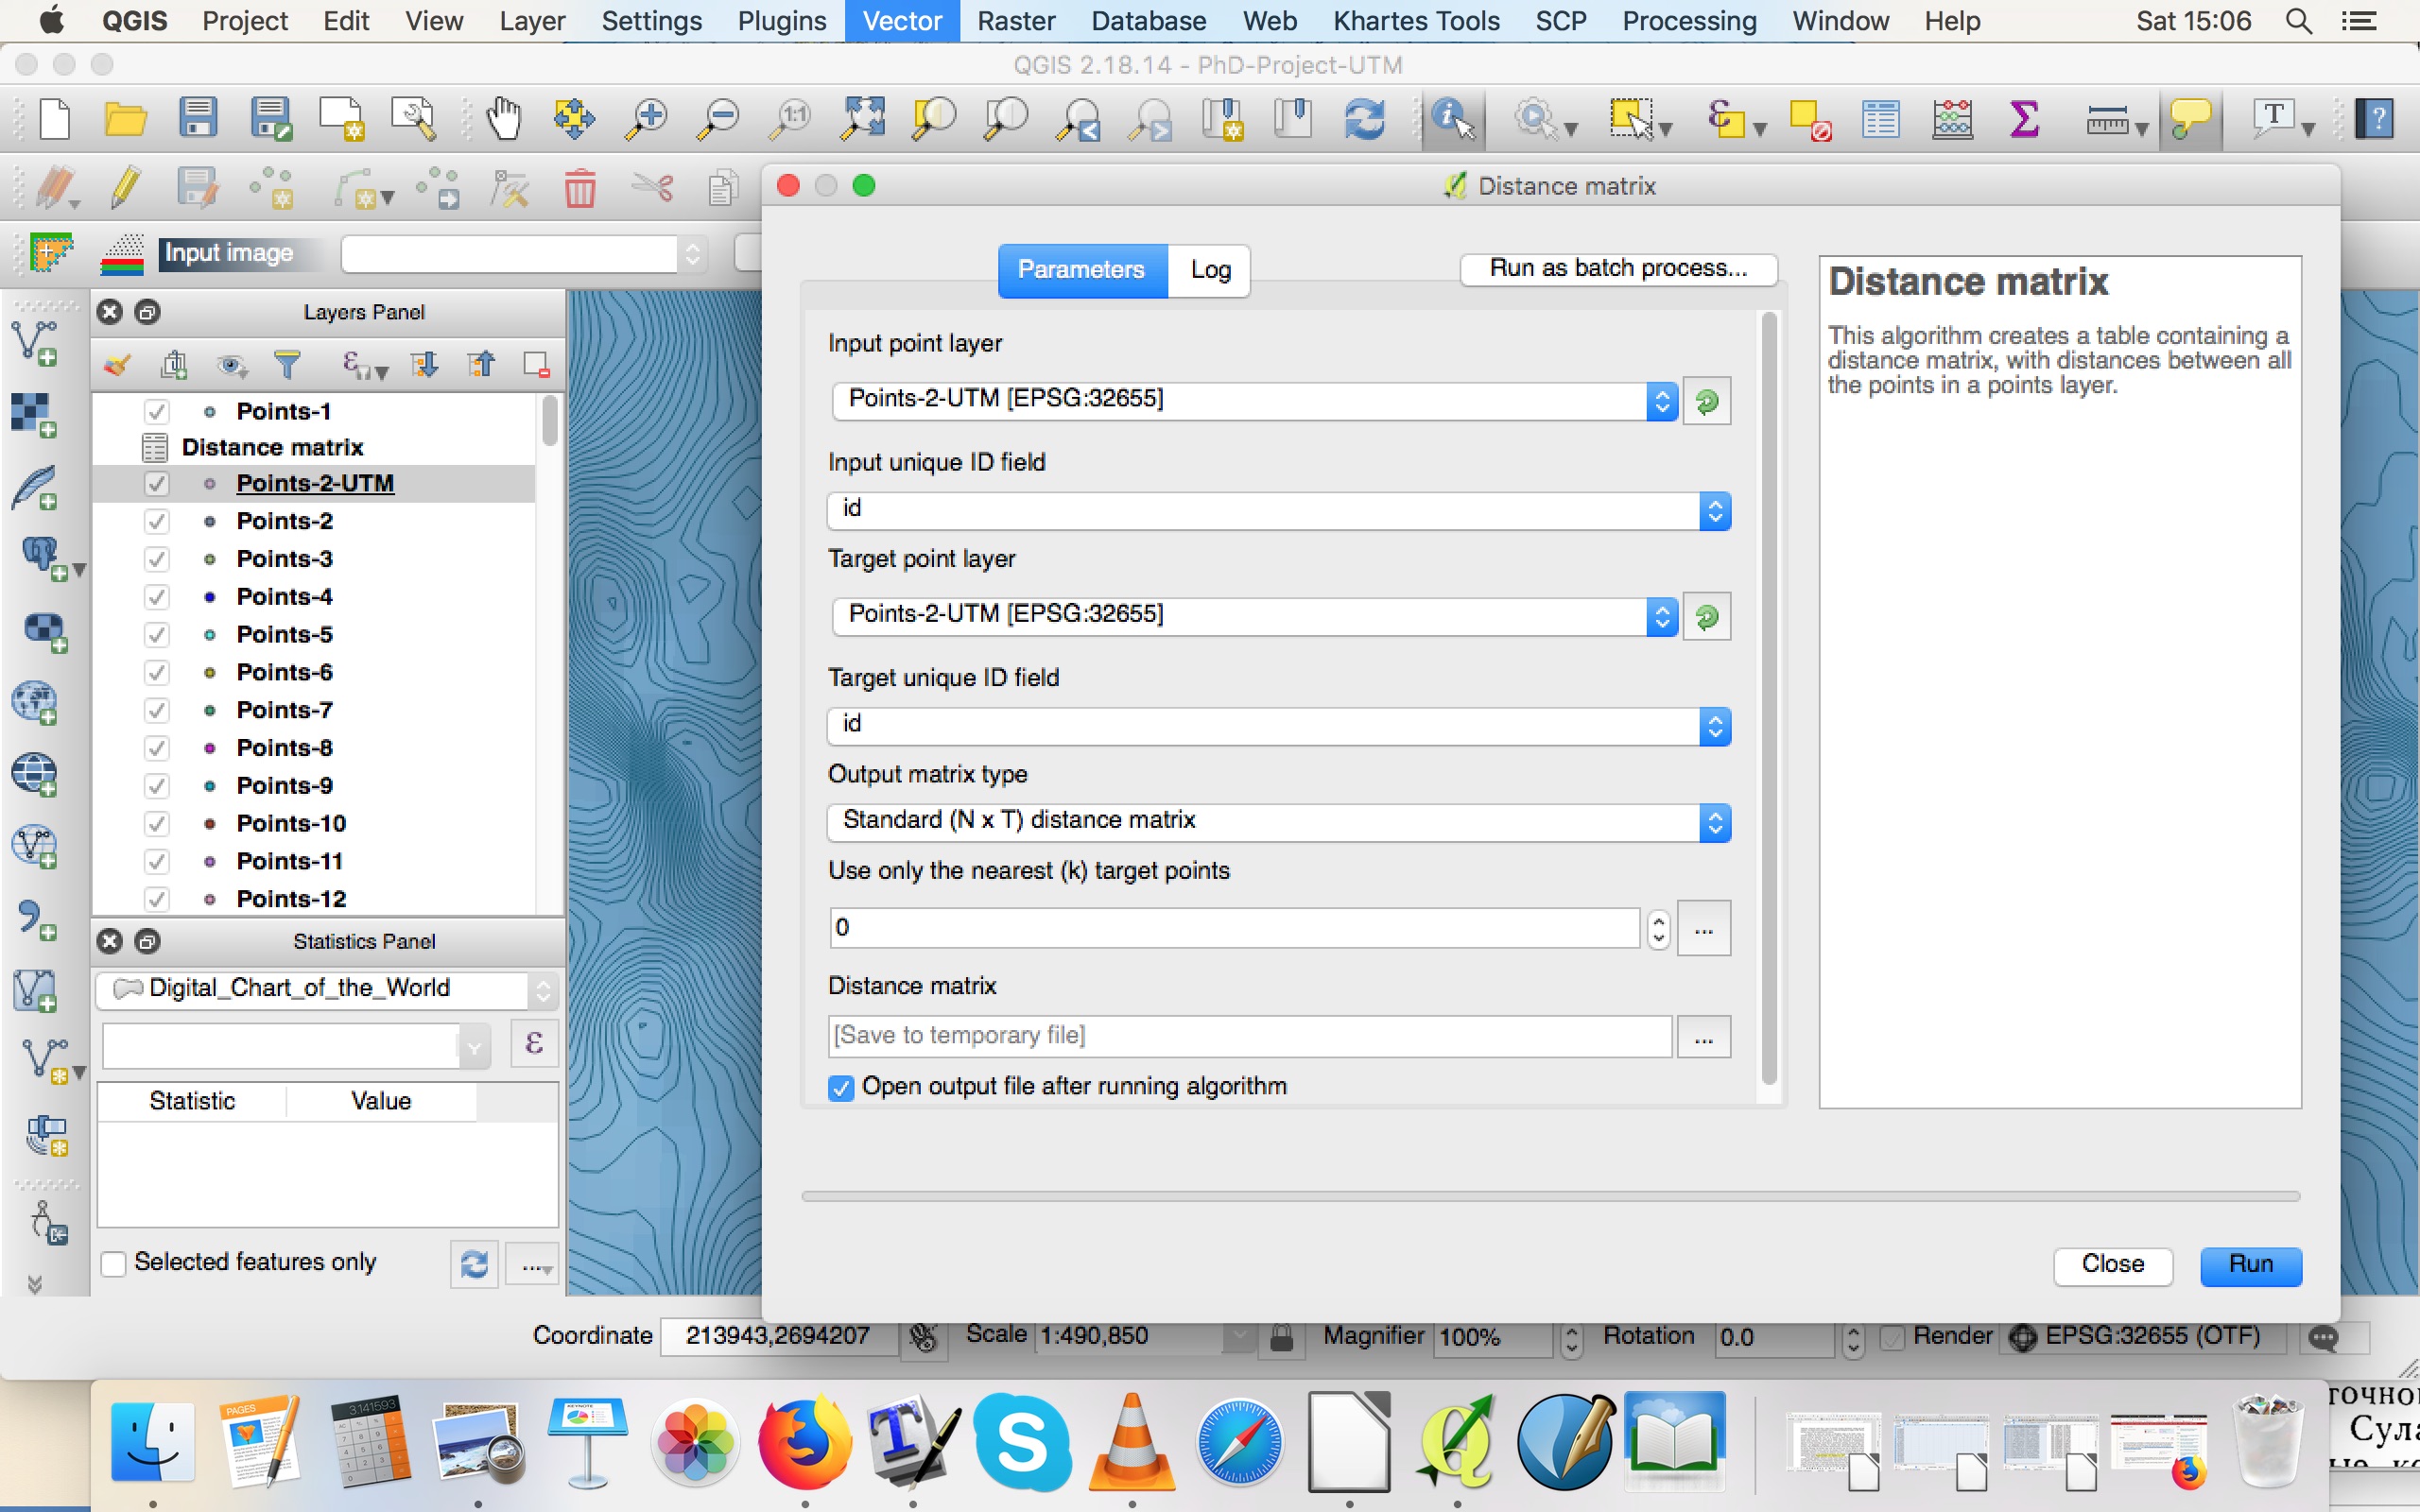 QGIS Project Edit View Layer Settings Plugins Vector Raster Database Web Khartes Tools SCP Processing Window Help Sat 15:06
QGIS 2.18.14 - PhD-Project-UTM
1:1
ε
Σ
T
?
Input image
Distance matrix
Parameters
Log
Run as batch process...
Layers Panel
Points-1
Distance matrix
Points-2-UTM
Points-2
Points-3
Points-4
Points-5
Points-6
Points-7
Points-8
Points-9
Points-10
Points-11
Points-12
Statistics Panel
Digital_Chart_of_the_World
ε
Statistic Value
Selected features only
...
Input point layer
Points-2-UTM [EPSG:32655]
Input unique ID field
id
Target point layer
Points-2-UTM [EPSG:32655]
Target unique ID field
id
Output matrix type
Standard (N x T) distance matrix
Use only the nearest (k) target points
0
...
Distance matrix
[Save to temporary file]
...
Open output file after running algorithm
Distance matrix
This algorithm creates a table containing a
distance matrix, with distances between all
the points in a points layer.
Close
Run
Coordinate 213943,2694207 Scale 1:490,850 Magnifier 100% Rotation 0.0 Render EPSG:32655 (OTF)
PAGES
3.141593
KEYNOTE
T
S
точно
Сула